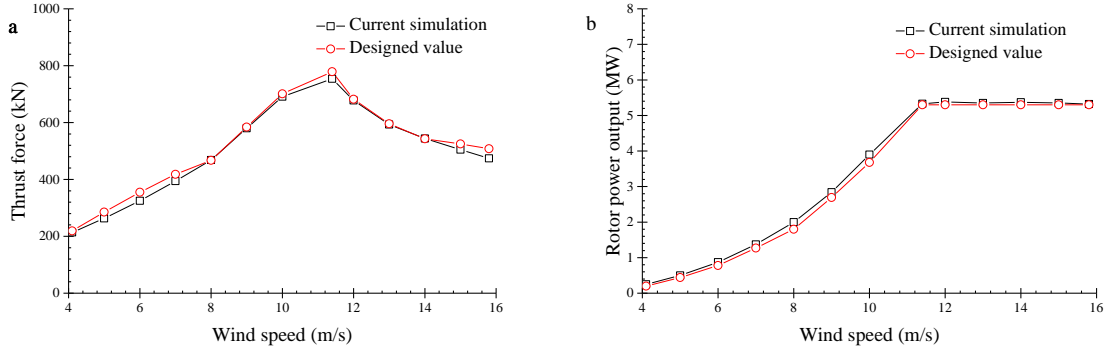 a
Current simulation
Designed value
Thrust force (kN)
1000
800
600
400
200
0
4
6
8
10
12
14
16
Wind speed (m/s)
b
Current simulation
Designed value
Rotor power output (MW)
8
7
6
5
4
3
2
1
0
4
6
8
10
12
14
16
Wind speed (m/s)